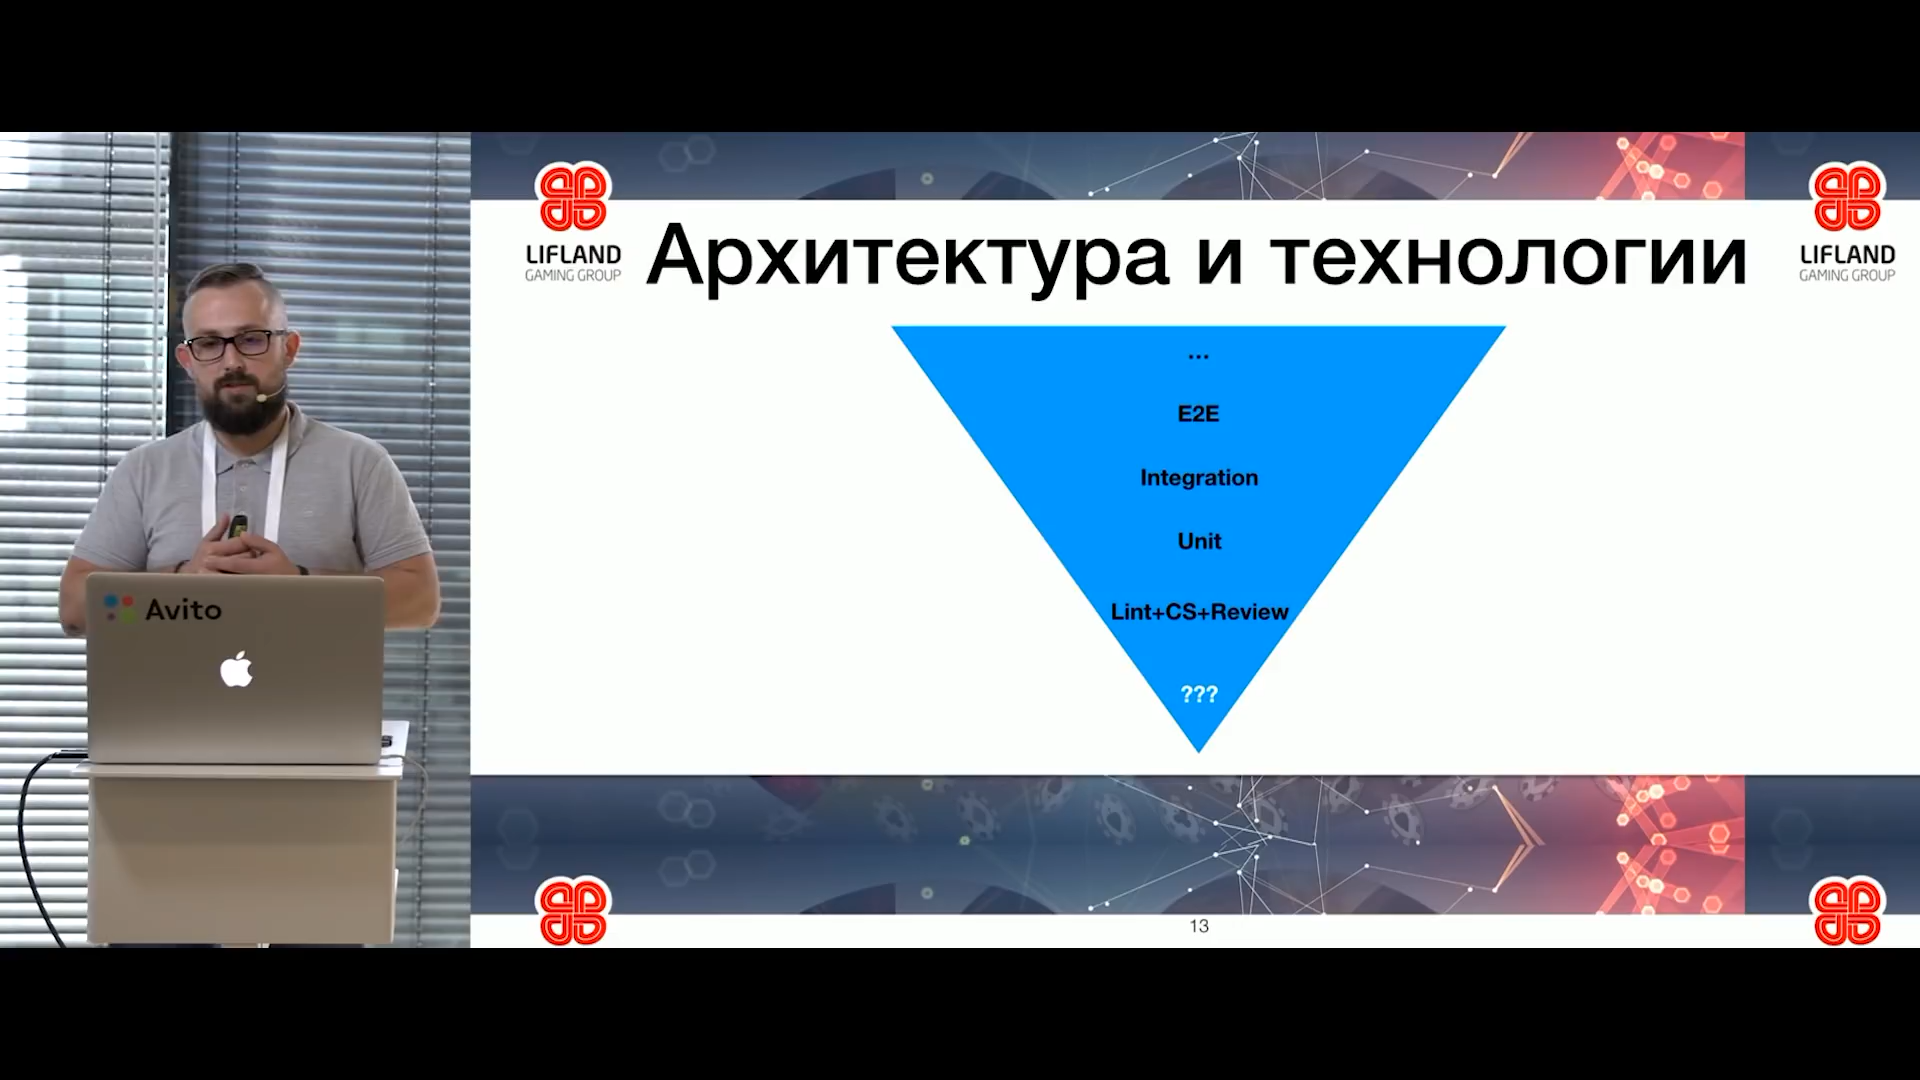 LIFLAND
GAMING GROUP
Архитектура и технологии
LIFLAND
GAMING GROUP
...
E2E
Integration
Unit
Lint+CS+Review
???
Avito
13